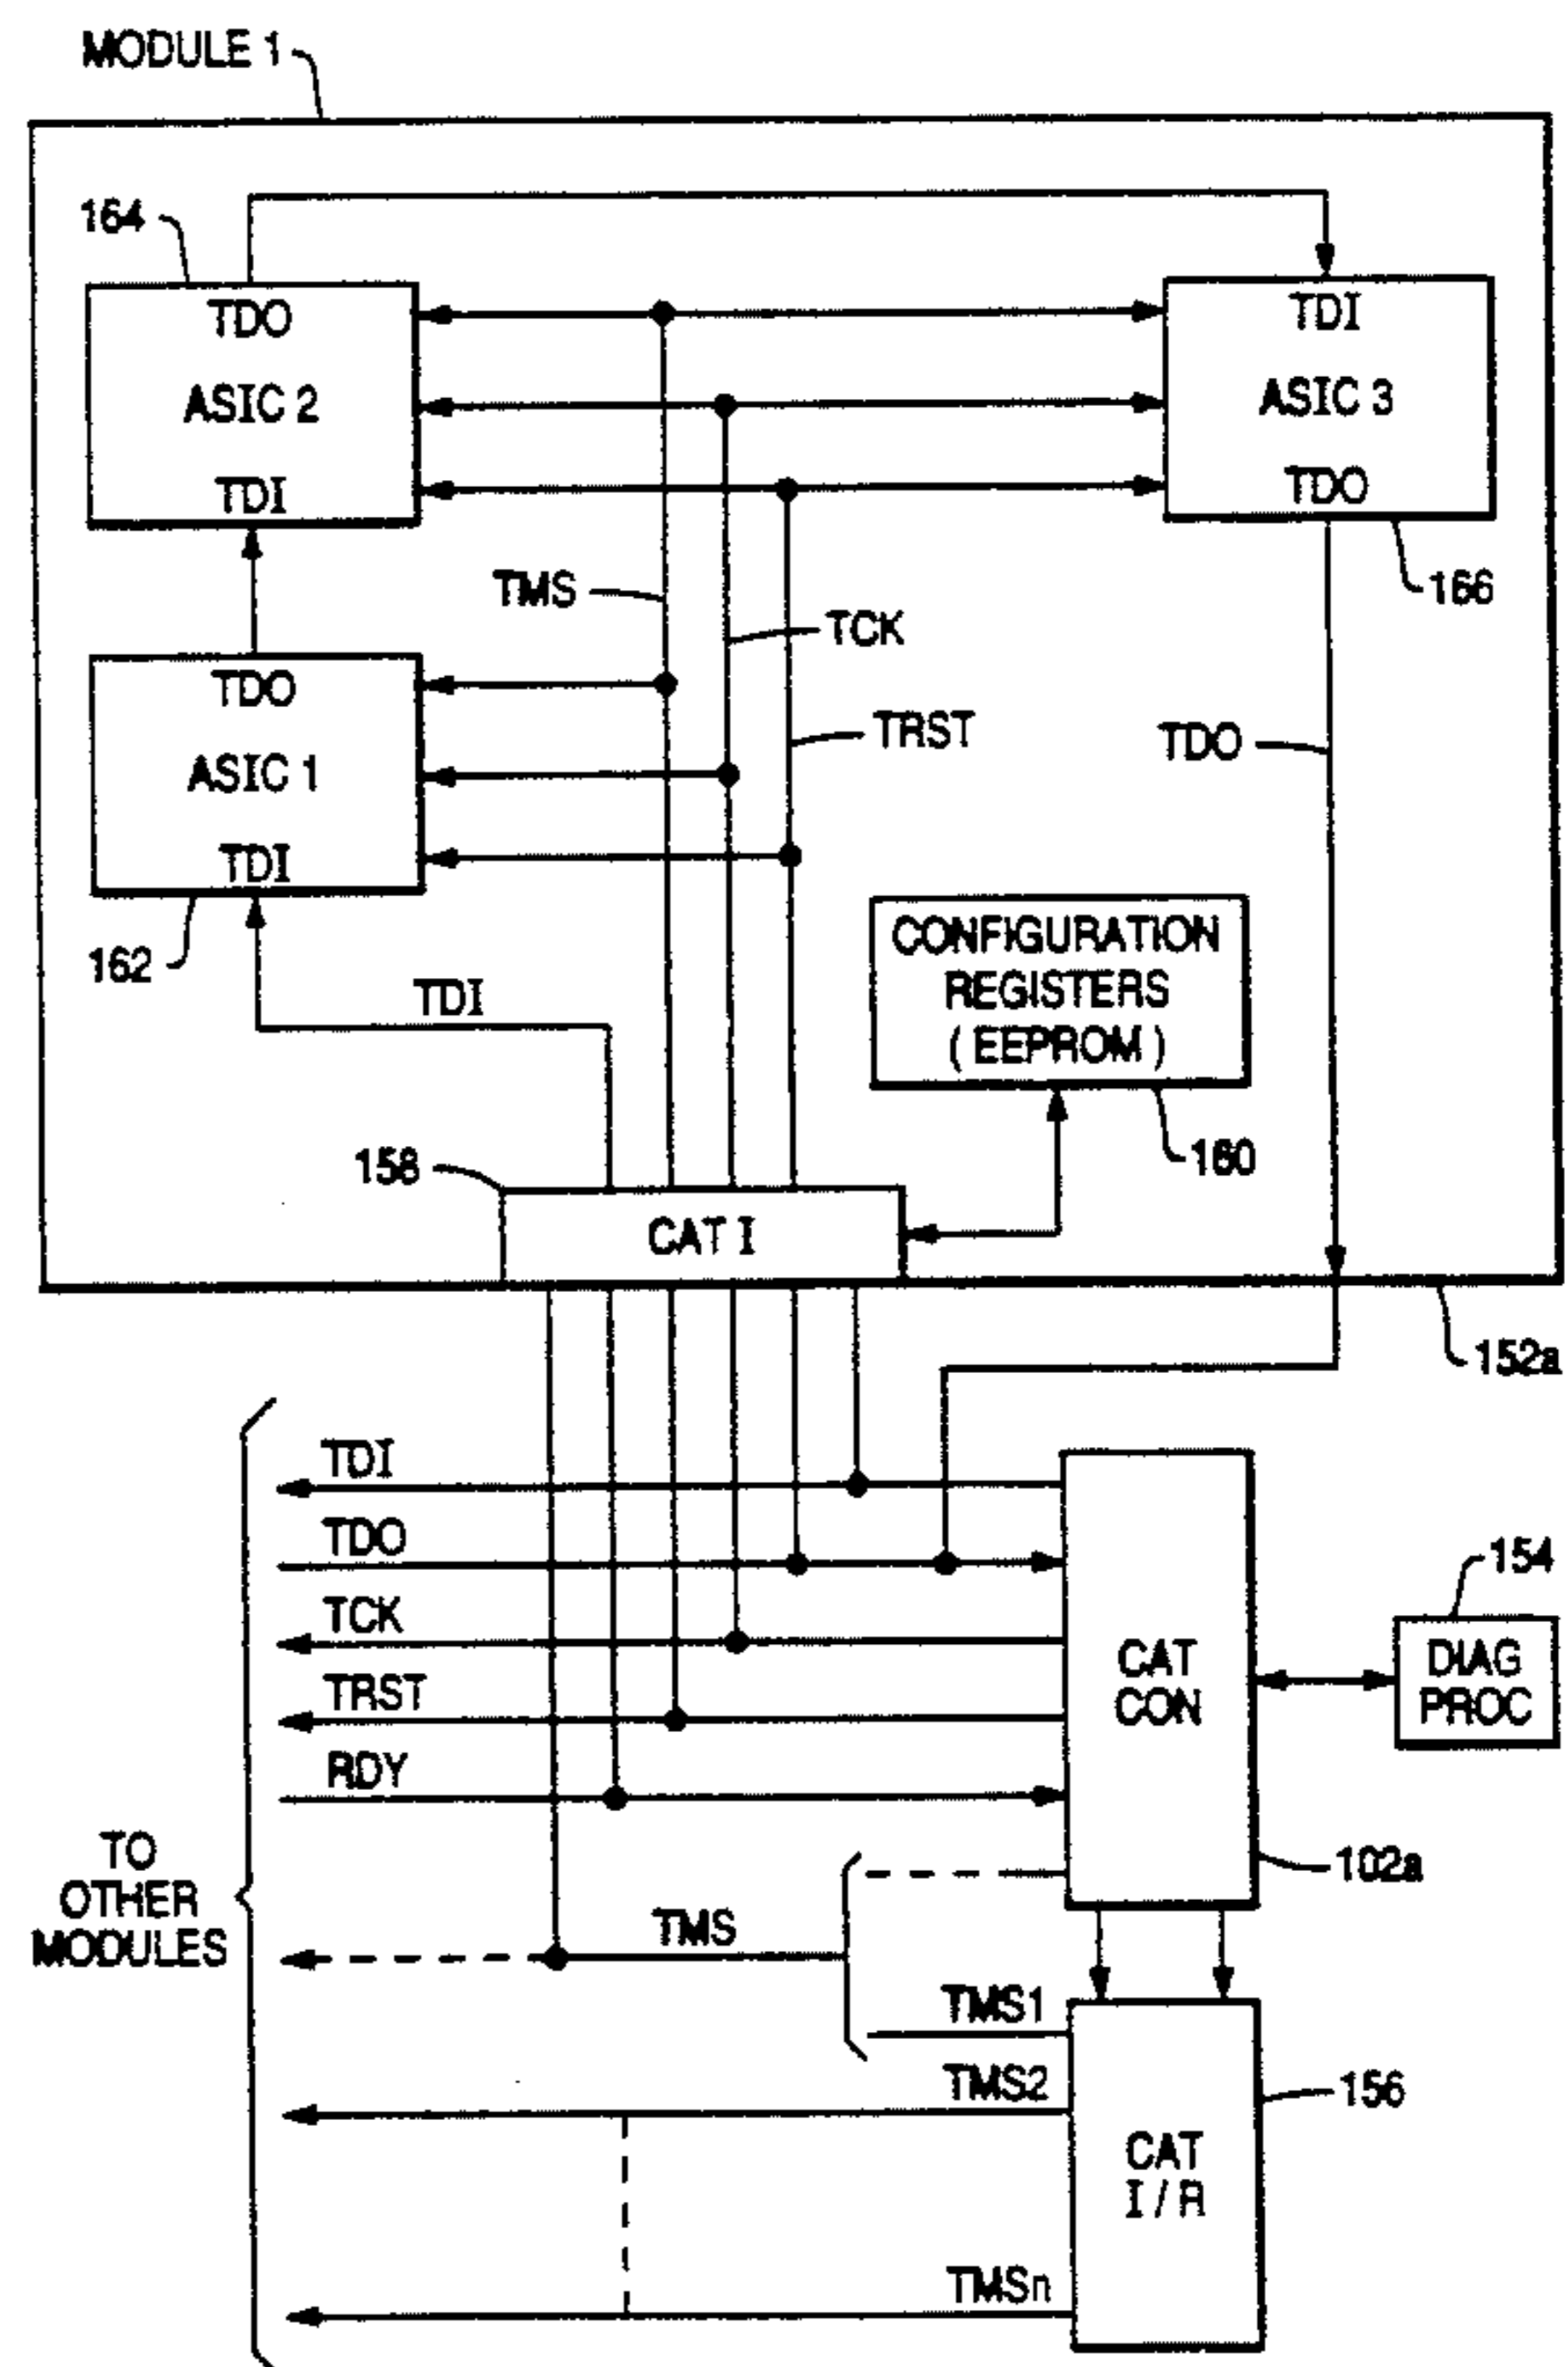 MODULE 1
164
TDO
ASIC 2
TDI
TDI
ASIC 3
TDO
166
TMS
TCK
TRST
TDO
TDO
ASIC 1
TDI
162
TDI
CONFIGURATION
REGISTERS
( EEPROM )
160
158
CAT I
152a
TDI
TDO
TCK
TRST
RDY
CAT
CON
154
DIAG
PROC
102a
TO
OTHER
MODULES
TMS
TMS1
TMS2
156
CAT
I / R
TMSn